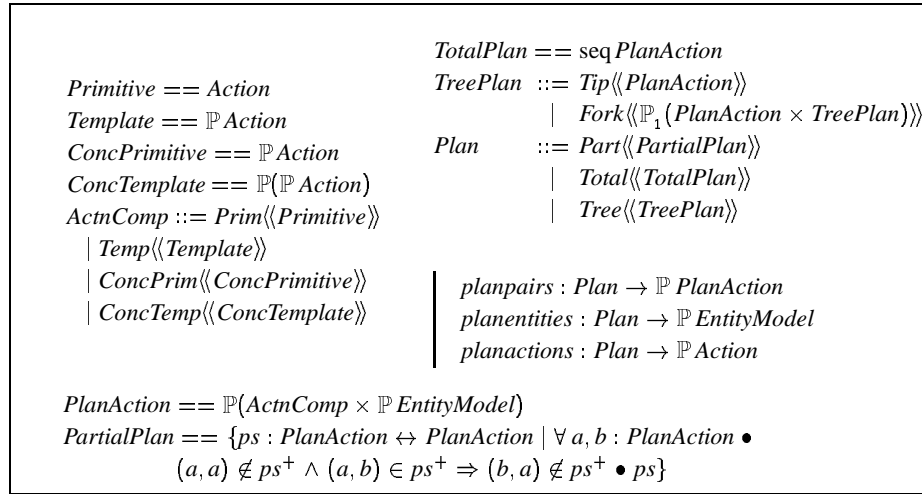 Primitive == Action
Template == ℙ Action
ConcPrimitive == ℙ Action
ConcTemplate == ℙ(ℙ Action)
ActnComp ::= Prim⟪Primitive⟫
| Temp⟪Template⟫
| ConcPrim⟪ConcPrimitive⟫
| ConcTemp⟪ConcTemplate⟫
TotalPlan == seq PlanAction
TreePlan ::= Tip⟪PlanAction⟫
| Fork⟪ℙ₁(PlanAction × TreePlan)⟫
Plan ::= Part⟪PartialPlan⟫
| Total⟪TotalPlan⟫
| Tree⟪TreePlan⟫
planpairs : Plan → ℙ PlanAction
planentities : Plan → ℙ EntityModel
planactions : Plan → ℙ Action
PlanAction == ℙ(ActnComp × ℙ EntityModel)
PartialPlan == {ps : PlanAction ↔ PlanAction | ∀ a, b : PlanAction •
(a, a) ∉ ps⁺ ∧ (a, b) ∈ ps⁺ ⇒ (b, a) ∉ ps⁺ • ps}